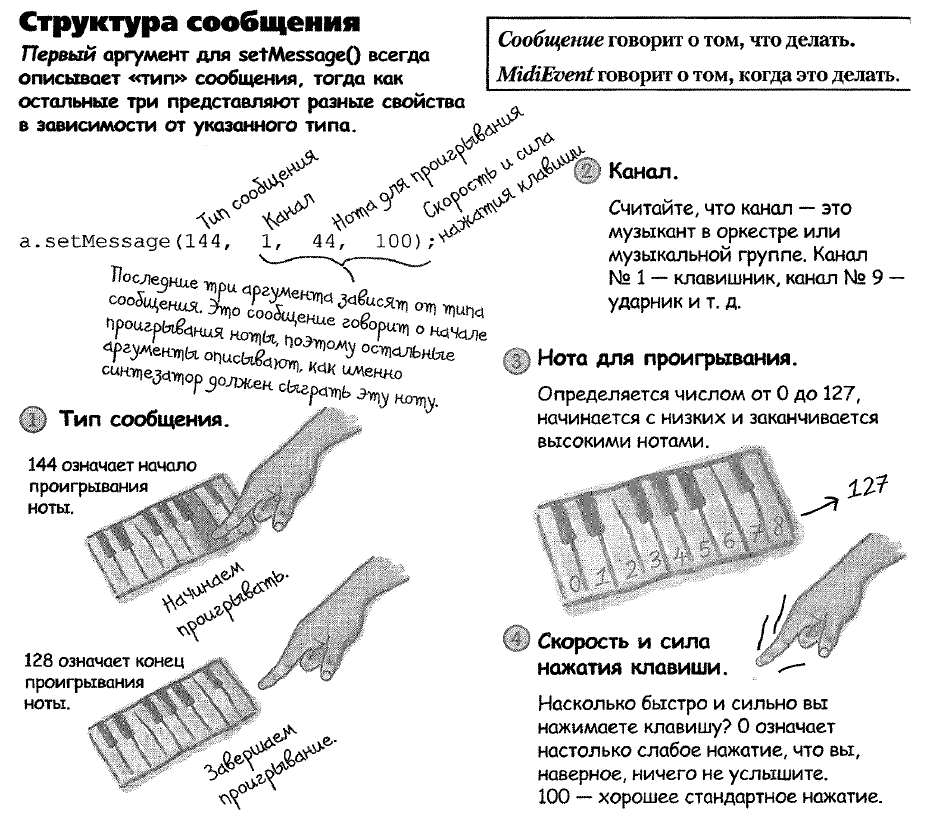 Структура сообщения
Первый аргумент для setMessage() всегда
описывает «тип» сообщения, тогда как
остальные три представляют разные свойства
в зависимости от указанного типа.
Сообщение говорит о том, что делать.
MidiEvent говорит о том, когда это делать.
Тип сообщения
Канал
Нота для проигрывания
Скорость и сила
нажатия клавиши
a.setMessage(144, 1, 44, 100);
Последние три аргумента зависят от типа
сообщения. Это сообщение говорит о начале
проигрывания ноты, поэтому остальные
аргументы описывают, как именно
синтезатор должен сыграть эту ноту.
1 Тип сообщения.
144 означает начало
проигрывания
ноты.
Начинаем
проигрывать.
128 означает конец
проигрывания
ноты.
Завершаем
проигрывание.
2 Канал.
Считайте, что канал — это
музыкант в оркестре или
музыкальной группе. Канал
№ 1 — клавишник, канал № 9 —
ударник и т. д.
3 Нота для проигрывания.
Определяется числом от 0 до 127,
начинается с низких и заканчивается
высокими нотами.
0 1 2 3 4 5 6 7 8
127
4 Скорость и сила
нажатия клавиши.
Насколько быстро и сильно вы
нажимаете клавишу? 0 означает
настолько слабое нажатие, что вы,
наверное, ничего не услышите.
100 — хорошее стандартное нажатие.